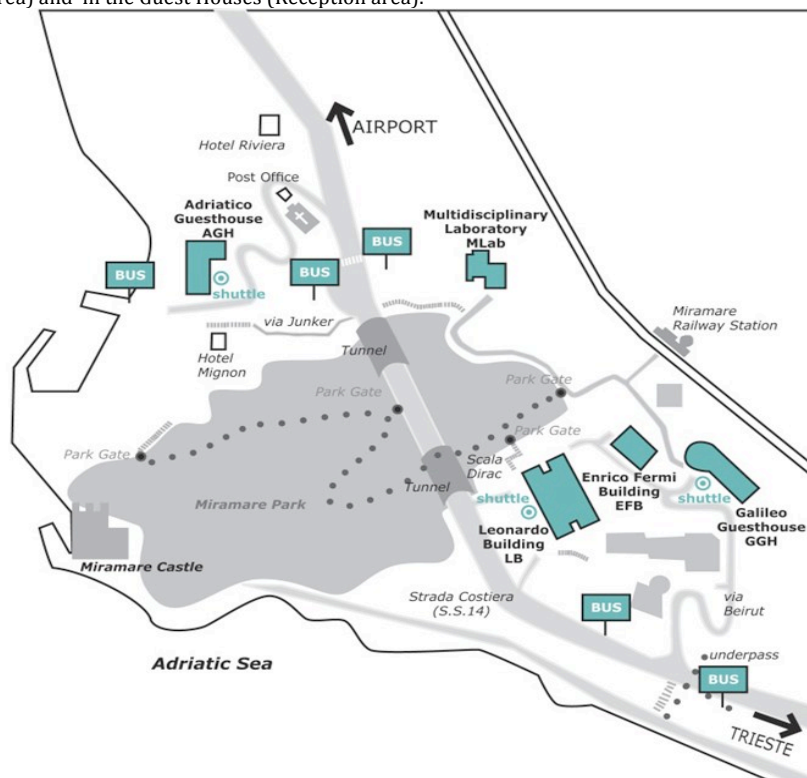 and in the Guest Houses (Reception area).
AIRPORT
Hotel Riviera
Post Office
Adriatico
Guesthouse
AGH
Multidisciplinary
Laboratory
MLab
BUS
BUS
BUS
shuttle
Miramare
Railway Station
via Junker
Hotel
Mignon
Tunnel
Park Gate
Park Gate
Park Gate
Park Gate
Scala
Dirac
Tunnel
Miramare Park
shuttle
Enrico Fermi
Building
EFB
shuttle
Leonardo
Building
LB
Galileo
Guesthouse
GGH
Miramare Castle
Strada Costiera
(S.S.14)
BUS
via
Beirut
Adriatic Sea
underpass
BUS
TRIESTE